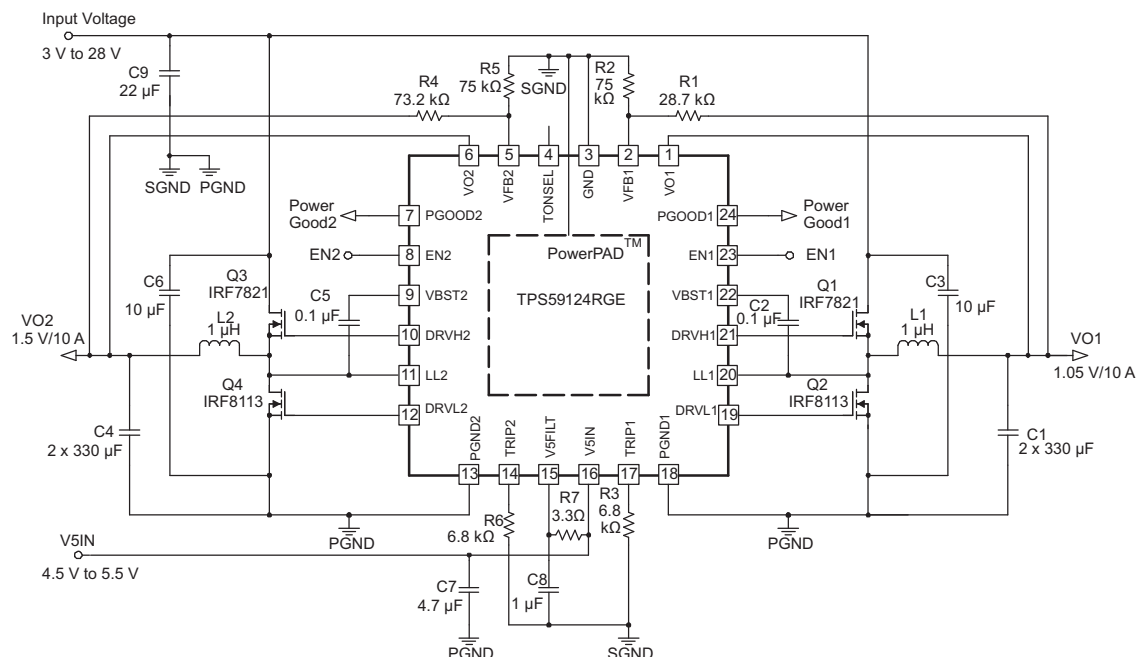 Input Voltage
3 V to 28 V
C9
22 µF
SGND
PGND
R4
73.2 kΩ
R5
75 kΩ
SGND
R2
75
kΩ
R1
28.7 kΩ
6
5
4
3
2
1
VO2
VFB2
TONSEL
GND
VFB1
VO1
Power
Good2
7
PGOOD2
PGOOD1
24
Power
Good1
EN2
8
EN2
EN1
23
EN1
PowerPAD™
TPS59124RGE
C6
10 µF
Q3
IRF7821
C5
0.1 µF
9
VBST2
VBST1
22
C2
0.1 µF
Q1
IRF7821
C3
10 µF
VO2
1.5 V/10 A
L2
1 µH
10
DRVH2
DRVH1
21
L1
1 µH
VO1
1.05 V/10 A
11
LL2
LL1
20
Q4
IRF8113
12
DRVL2
DRVL1
19
Q2
IRF8113
C4
2 x 330 µF
C1
2 x 330 µF
PGND2
TRIP2
V5FILT
V5IN
TRIP1
PGND1
13
14
15
16
17
18
PGND
R6
6.8 kΩ
R7
3.3Ω
R3
6.8
kΩ
PGND
V5IN
4.5 V to 5.5 V
C7
4.7 µF
C8
1 µF
PGND
SGND